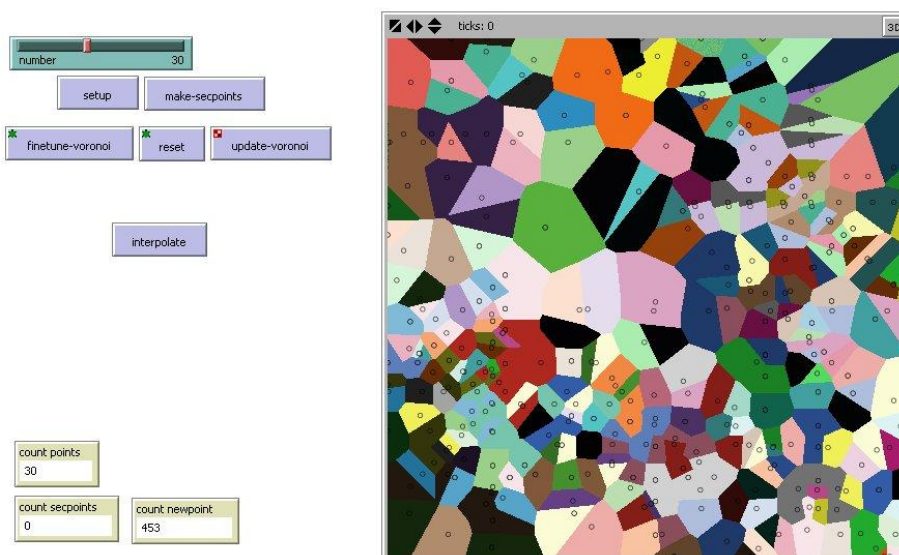 ticks: 0
3D
number 30
setup
make-secpoints
finetune-voronoi
reset
update-voronoi
interpolate
count points
30
count secpoints
0
count newpoint
453